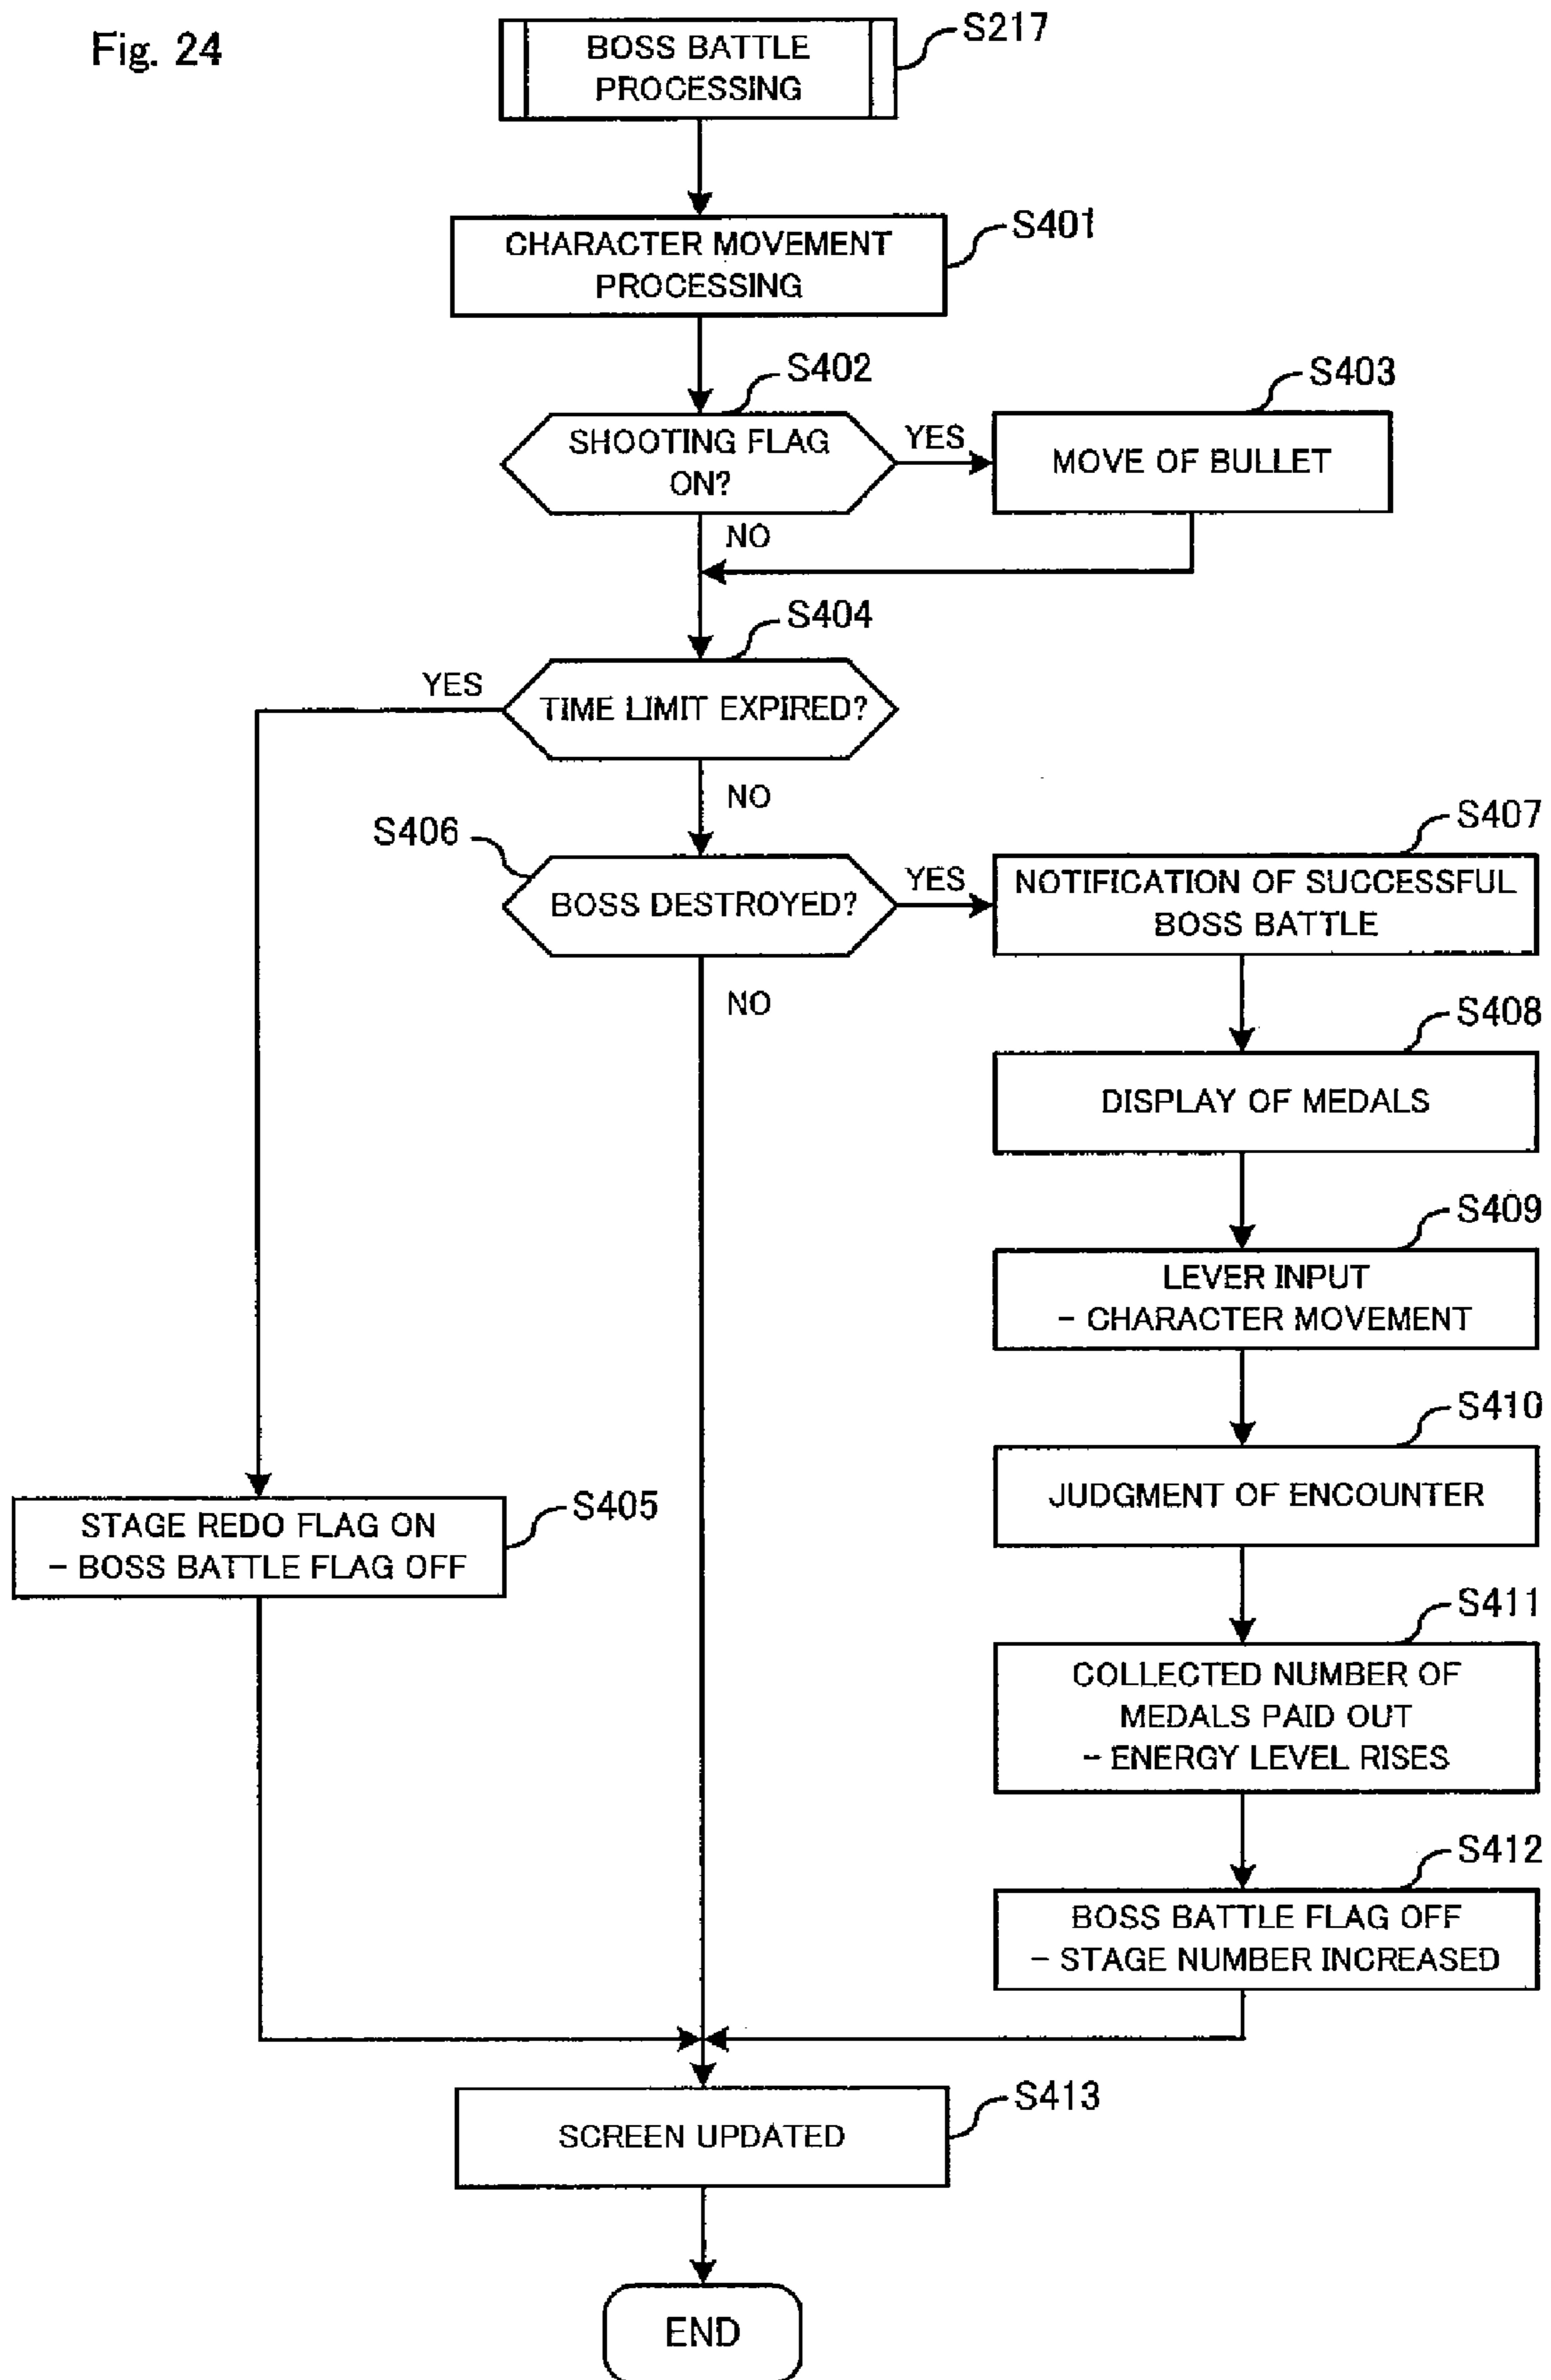 Fig. 24
S217
BOSS BATTLE
PROCESSING
S401
CHARACTER MOVEMENT
PROCESSING
S402
SHOOTING FLAG
ON?
YES
S403
MOVE OF BULLET
NO
S404
YES
TIME LIMIT EXPIRED?
NO
S406
BOSS DESTROYED?
YES
S407
NOTIFICATION OF SUCCESSFUL
BOSS BATTLE
NO
S408
DISPLAY OF MEDALS
S409
LEVER INPUT
- CHARACTER MOVEMENT
S410
JUDGMENT OF ENCOUNTER
S405
STAGE REDO FLAG ON
- BOSS BATTLE FLAG OFF
S411
COLLECTED NUMBER OF
MEDALS PAID OUT
- ENERGY LEVEL RISES
S412
BOSS BATTLE FLAG OFF
- STAGE NUMBER INCREASED
S413
SCREEN UPDATED
END